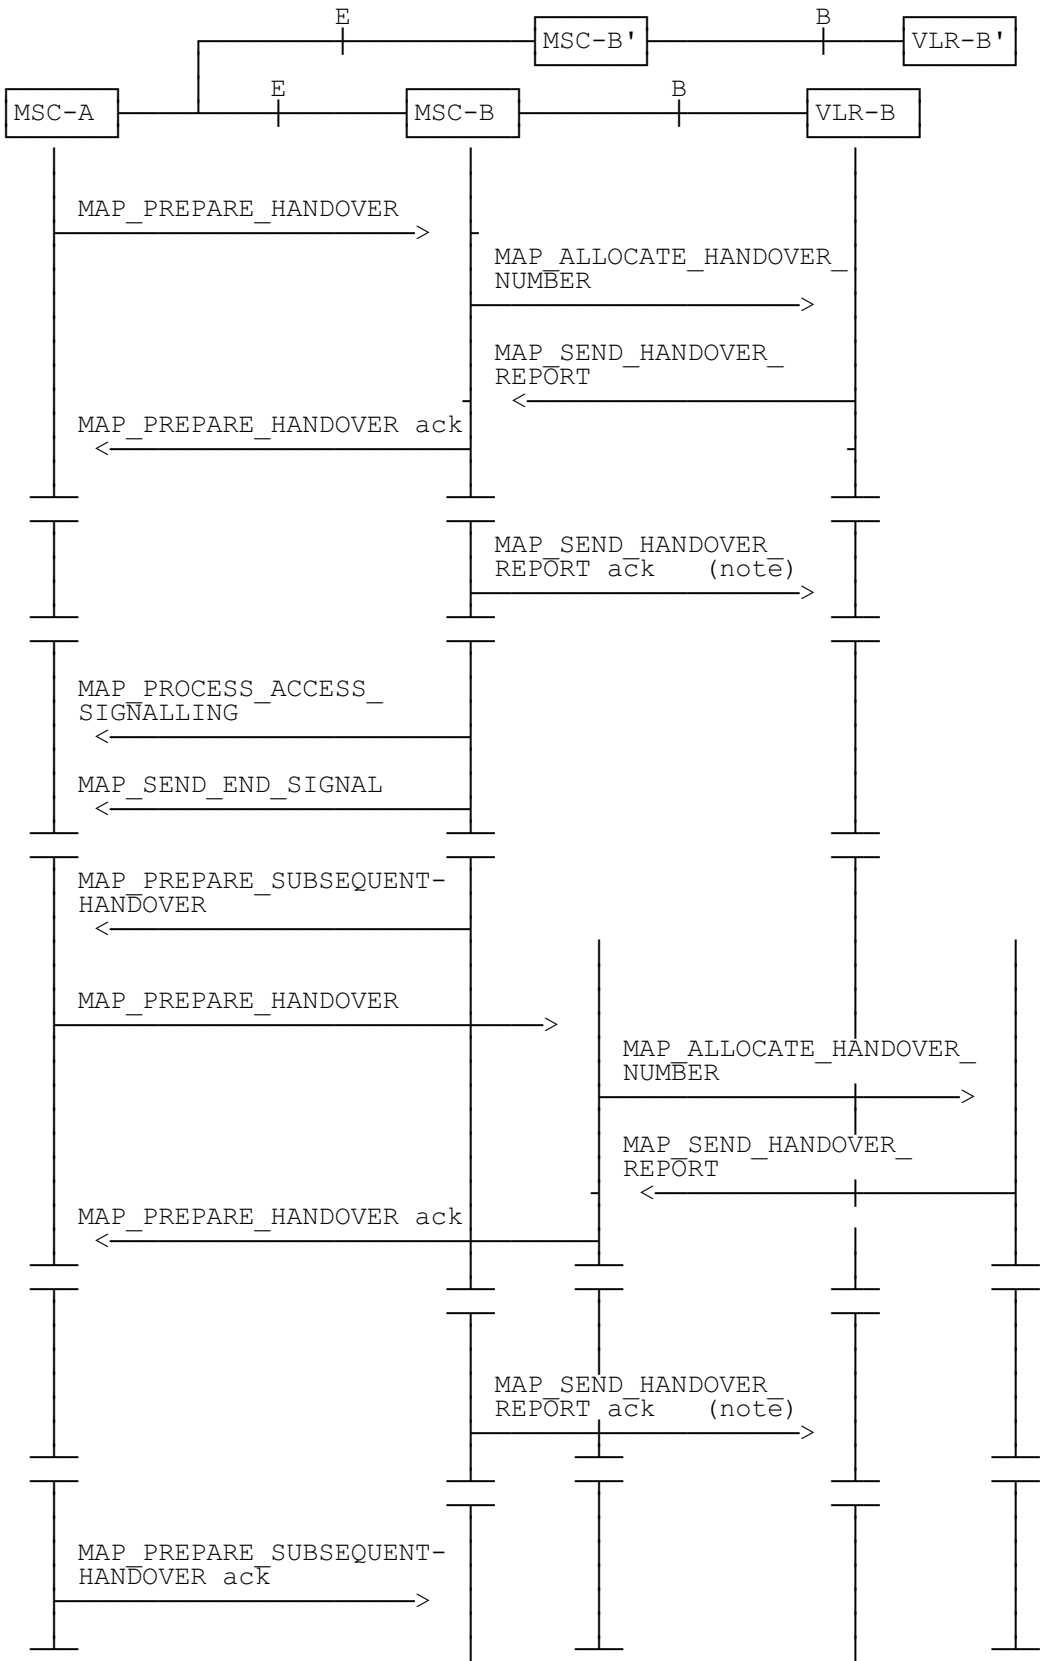 E
B
MSC-B'
VLR-B'
E
B
MSC-A
MSC-B
VLR-B
MAP_PREPARE_HANDOVER
MAP_ALLOCATE_HANDOVER_
NUMBER
MAP_SEND_HANDOVER_
REPORT
MAP_PREPARE_HANDOVER ack
MAP_SEND_HANDOVER_
REPORT ack (note)
MAP_PROCESS_ACCESS_
SIGNALLING
MAP_SEND_END_SIGNAL
MAP_PREPARE_SUBSEQUENT-
HANDOVER
MAP_PREPARE_HANDOVER
MAP_ALLOCATE_HANDOVER_
NUMBER
MAP_SEND_HANDOVER_
REPORT
MAP_PREPARE_HANDOVER ack
MAP_SEND_HANDOVER_
REPORT ack (note)
MAP_PREPARE_SUBSEQUENT-
HANDOVER ack